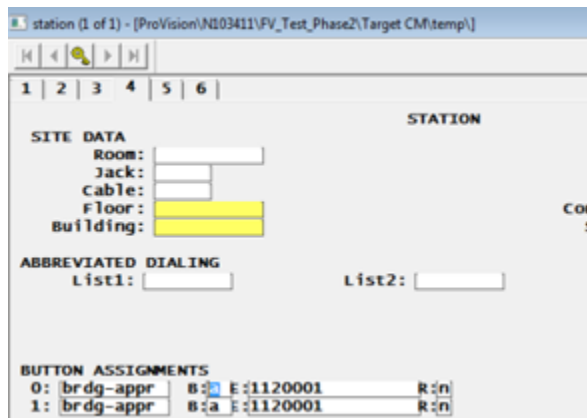 station (1 of 1) - [ProVision\N103411\FV_Test_Phase2\Target CM\temp\]
1 2 3 4 5 6
STATION
SITE DATA
Room:
Jack:
Cable:
Floor:
Building:
ABBREVIATED DIALING
List1: List2:
BUTTON ASSIGNMENTS
0: brdg-appr B:a E:1120001 R:n
1: brdg-appr B:a E:1120001 R:n